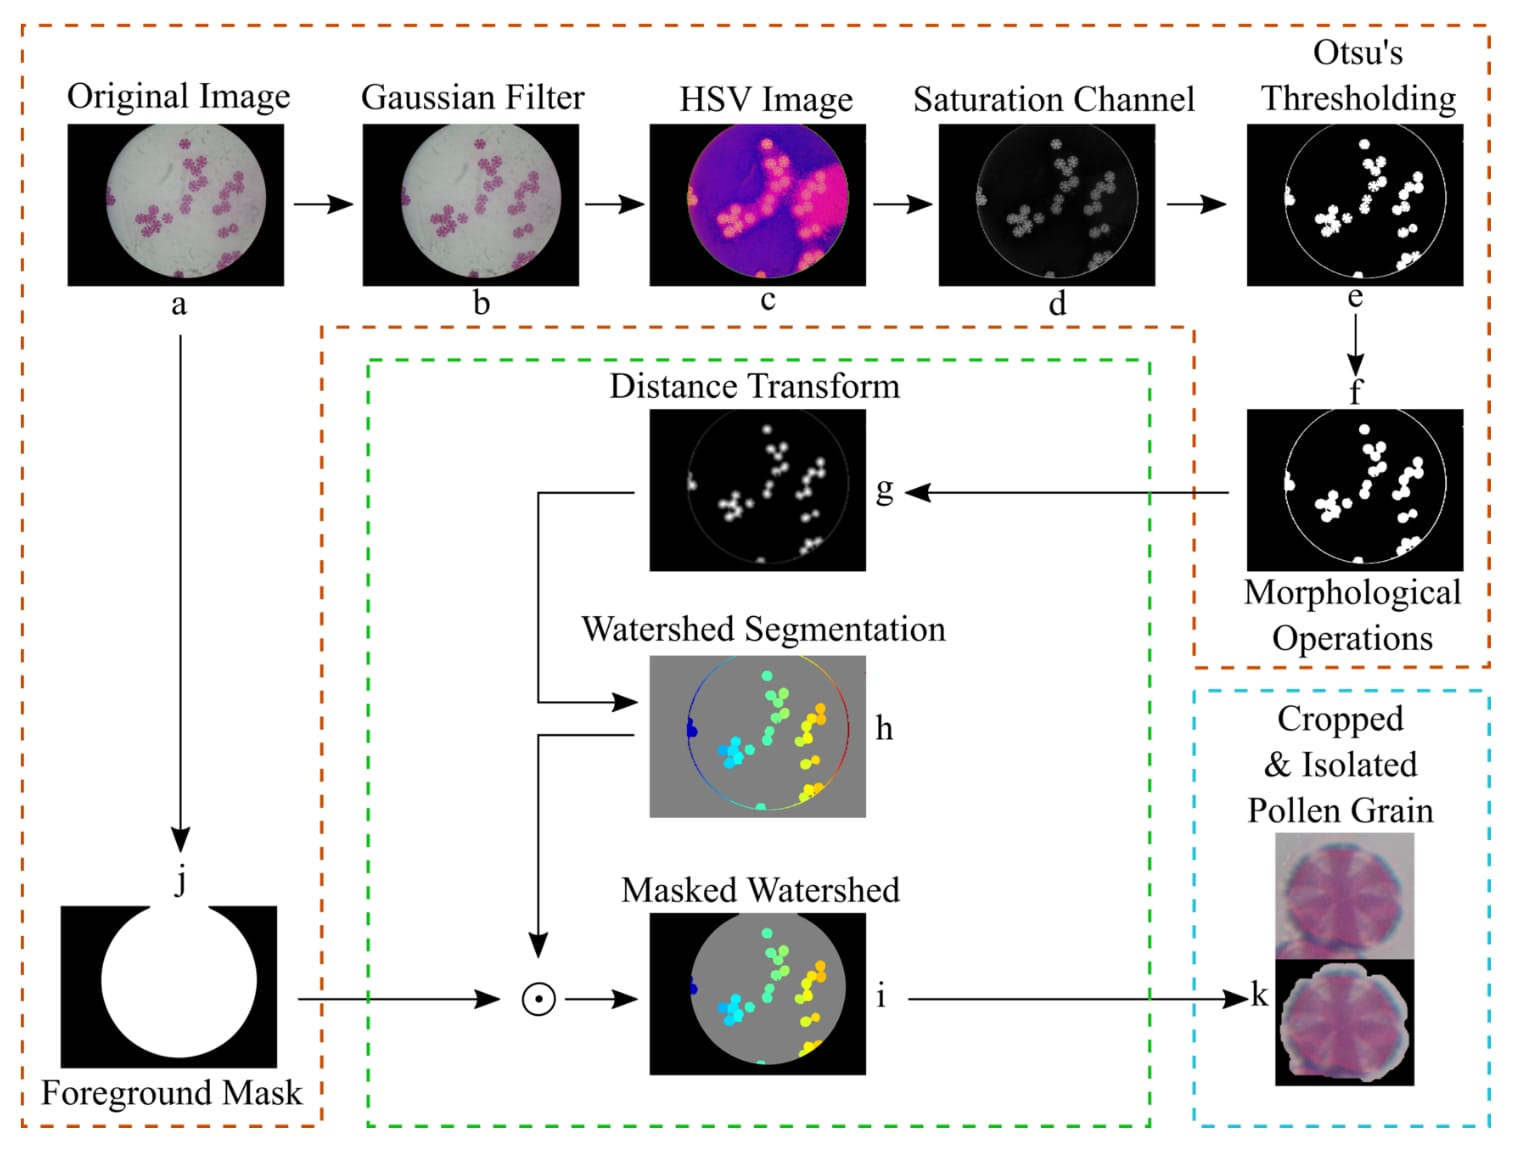 Original Image
a
Gaussian Filter
b
HSV Image
c
Saturation Channel
d
Otsu's
Thresholding
e
f
Morphological
Operations
Distance Transform
g
Watershed Segmentation
h
Masked Watershed
i
j
Foreground Mask
Cropped
& Isolated
Pollen Grain
k